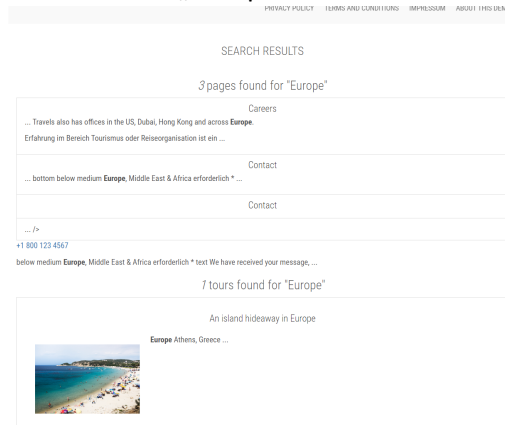 PRIVACY POLICY TERMS AND CONDITIONS IMPRESSUM ABOUT THIS DEM
SEARCH RESULTS
3 pages found for "Europe"
Careers
... Travels also has offices in the US, Dubai, Hong Kong and across Europe.
Erfahrung im Bereich Tourismus oder Reiseorganisation ist ein ...
Contact
... bottom below medium Europe, Middle East & Africa erforderlich * ...
Contact
... />
+1 800 123 4567
below medium Europe, Middle East & Africa erforderlich * text We have received your message, ...
1 tours found for "Europe"
An island hideaway in Europe
Europe Athens, Greece ...